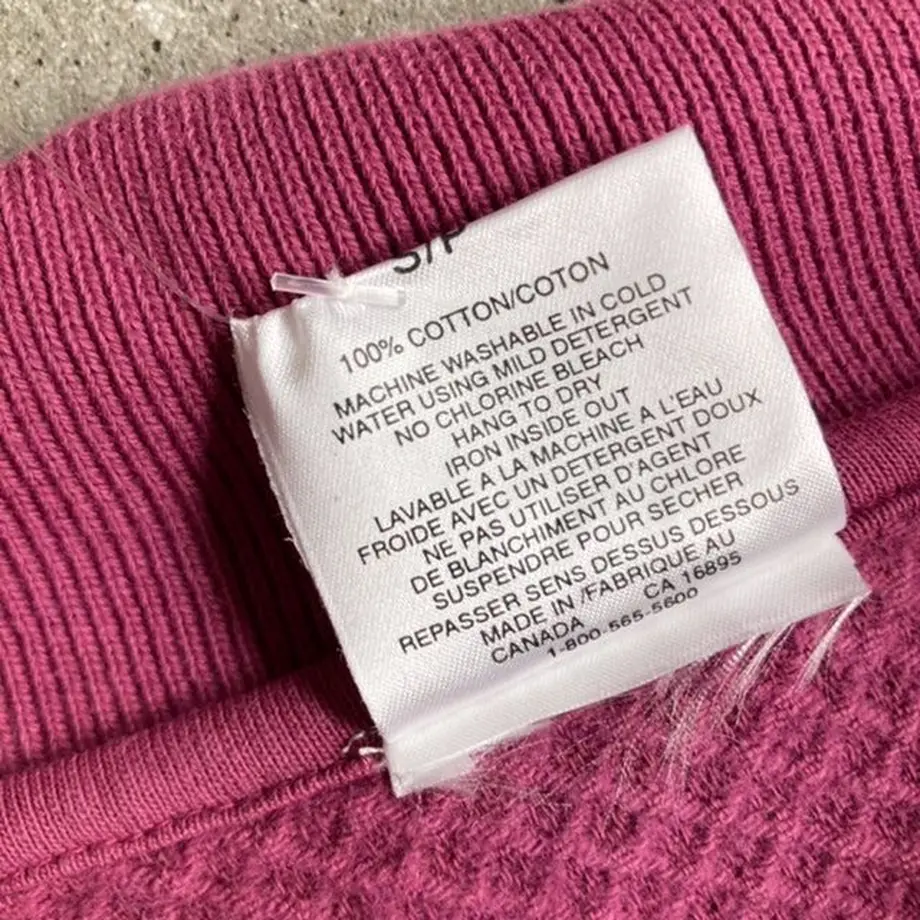 S/P
100% COTTON/COTON
MACHINE WASHABLE IN COLD
WATER USING MILD DETERGENT
NO CHLORINE BLEACH
HANG TO DRY
IRON INSIDE OUT
LAVABLE A LA MACHINE A L'EAU
FROIDE AVEC UN DETERGENT DOUX
NE PAS UTILISER D'AGENT
DE BLANCHIMENT AU CHLORE
SUSPENDRE POUR SECHER
REPASSER SENS DESSUS DESSOUS
MADE IN /FABRIQUE AU
CANADA CA 16895
1-800-565-5600